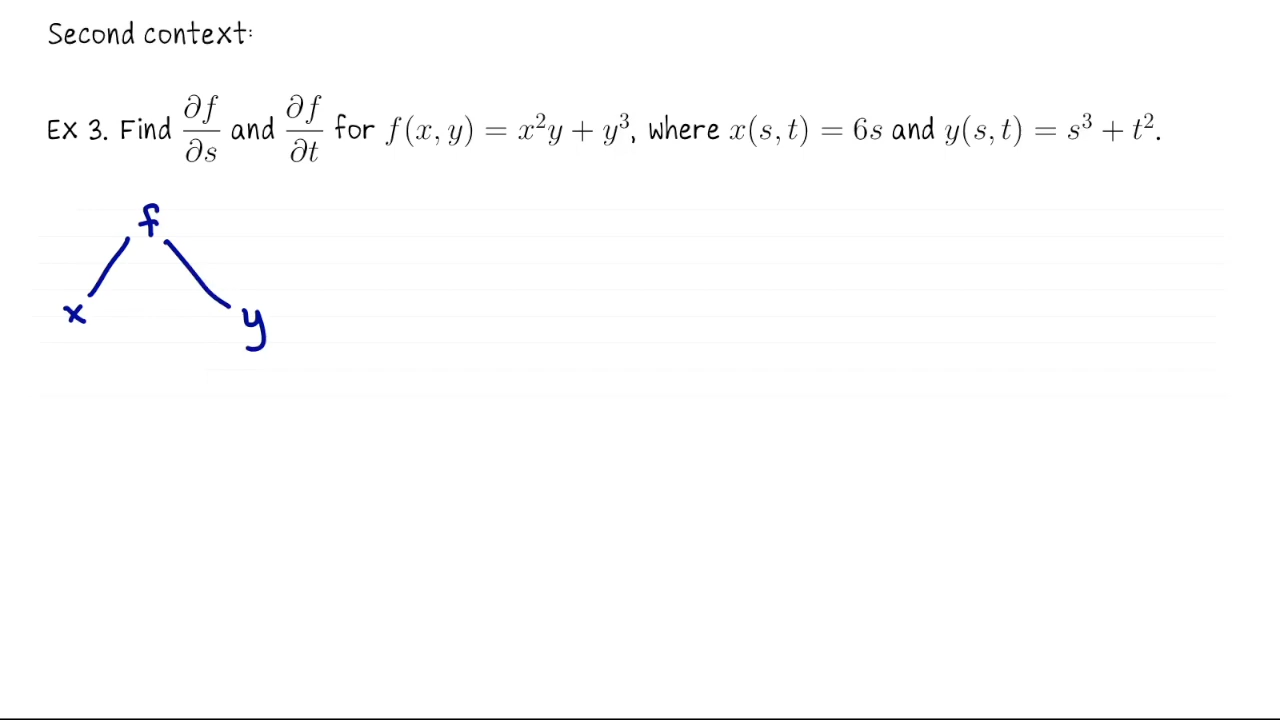 Second context:
Ex 3. Find ∂f/∂s and ∂f/∂t for f(x, y) = x²y + y³, where x(s, t) = 6s and y(s, t) = s³ + t².
f
x
y